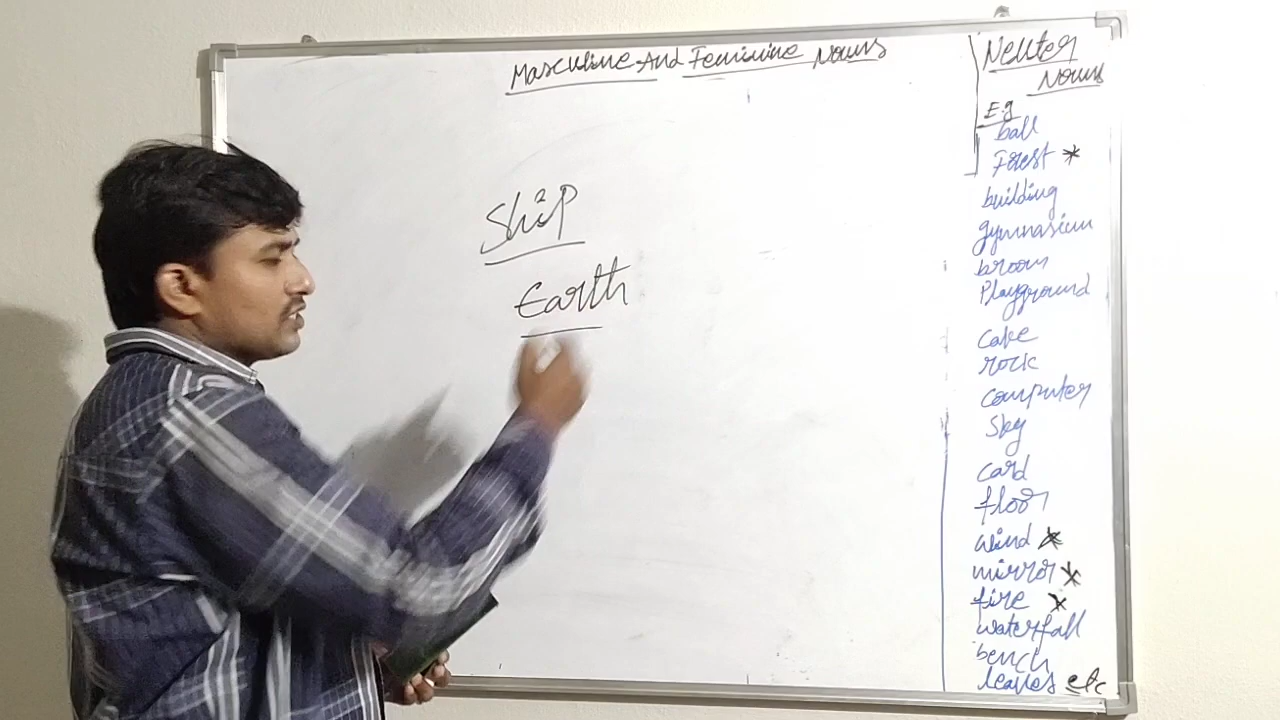 Masculine And Feminine Nouns
Ship
Earth
Neuter
Nouns
E.g
ball
Forest *
building
gymnasium
broom
Playground
cake
rock
computer
Sky
card
floor
wind *
mirror *
fire *
waterfall
bench
leaves etc